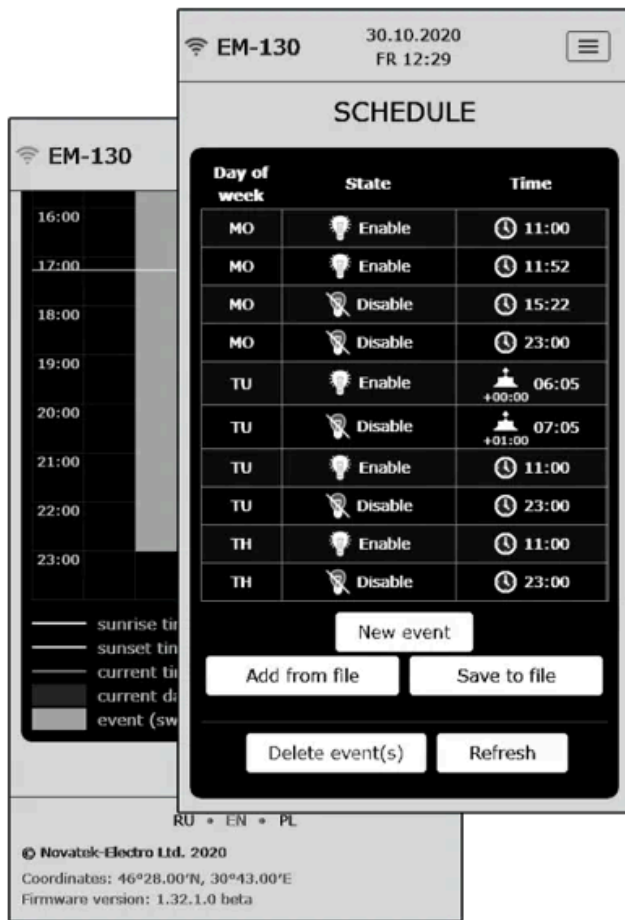 EM-130
30.10.2020
FR 12:29
SCHEDULE
Day of week State Time
MO Enable 11:00
MO Enable 11:52
MO Disable 15:22
MO Disable 23:00
TU Enable +00:00 06:05
TU Disable +01:00 07:05
TU Enable 11:00
TU Disable 23:00
TH Enable 11:00
TH Disable 23:00
New event
Add from file Save to file
Delete event(s) Refresh
EM-130
16:00
17:00
18:00
19:00
20:00
21:00
22:00
23:00
sunrise
sunset
current
current
event
RU • EN • PL
© Novatek-Electro Ltd. 2020
Coordinates: 46°28.00'N, 30°43.00'E
Firmware version: 1.32.1.0 beta